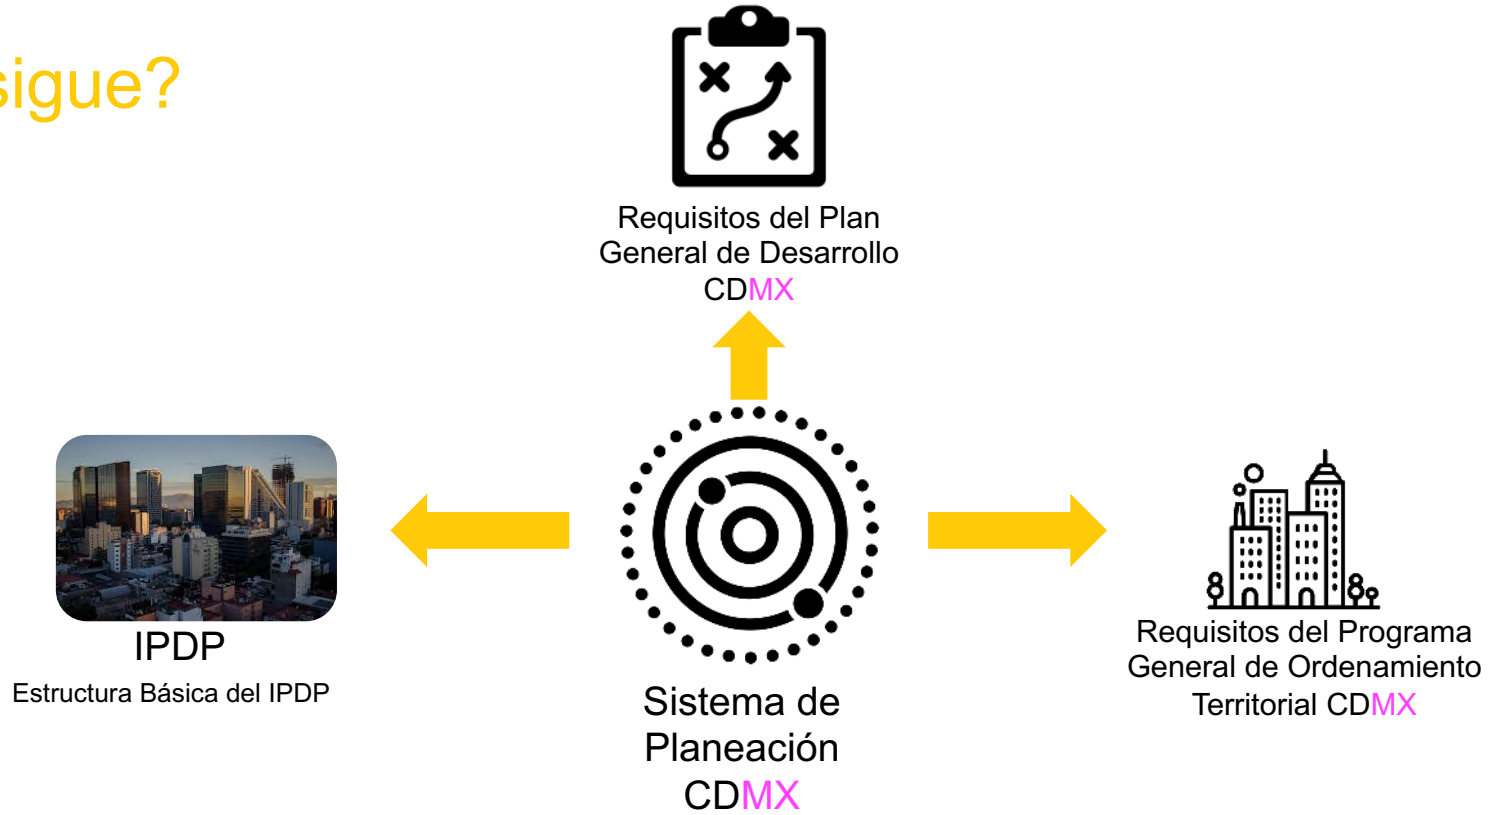 sigue?
Requisitos del Plan
General de Desarrollo
CDMX
IPDP
Estructura Básica del IPDP
Sistema de
Planeación
CDMX
Requisitos del Programa
General de Ordenamiento
Territorial CDMX